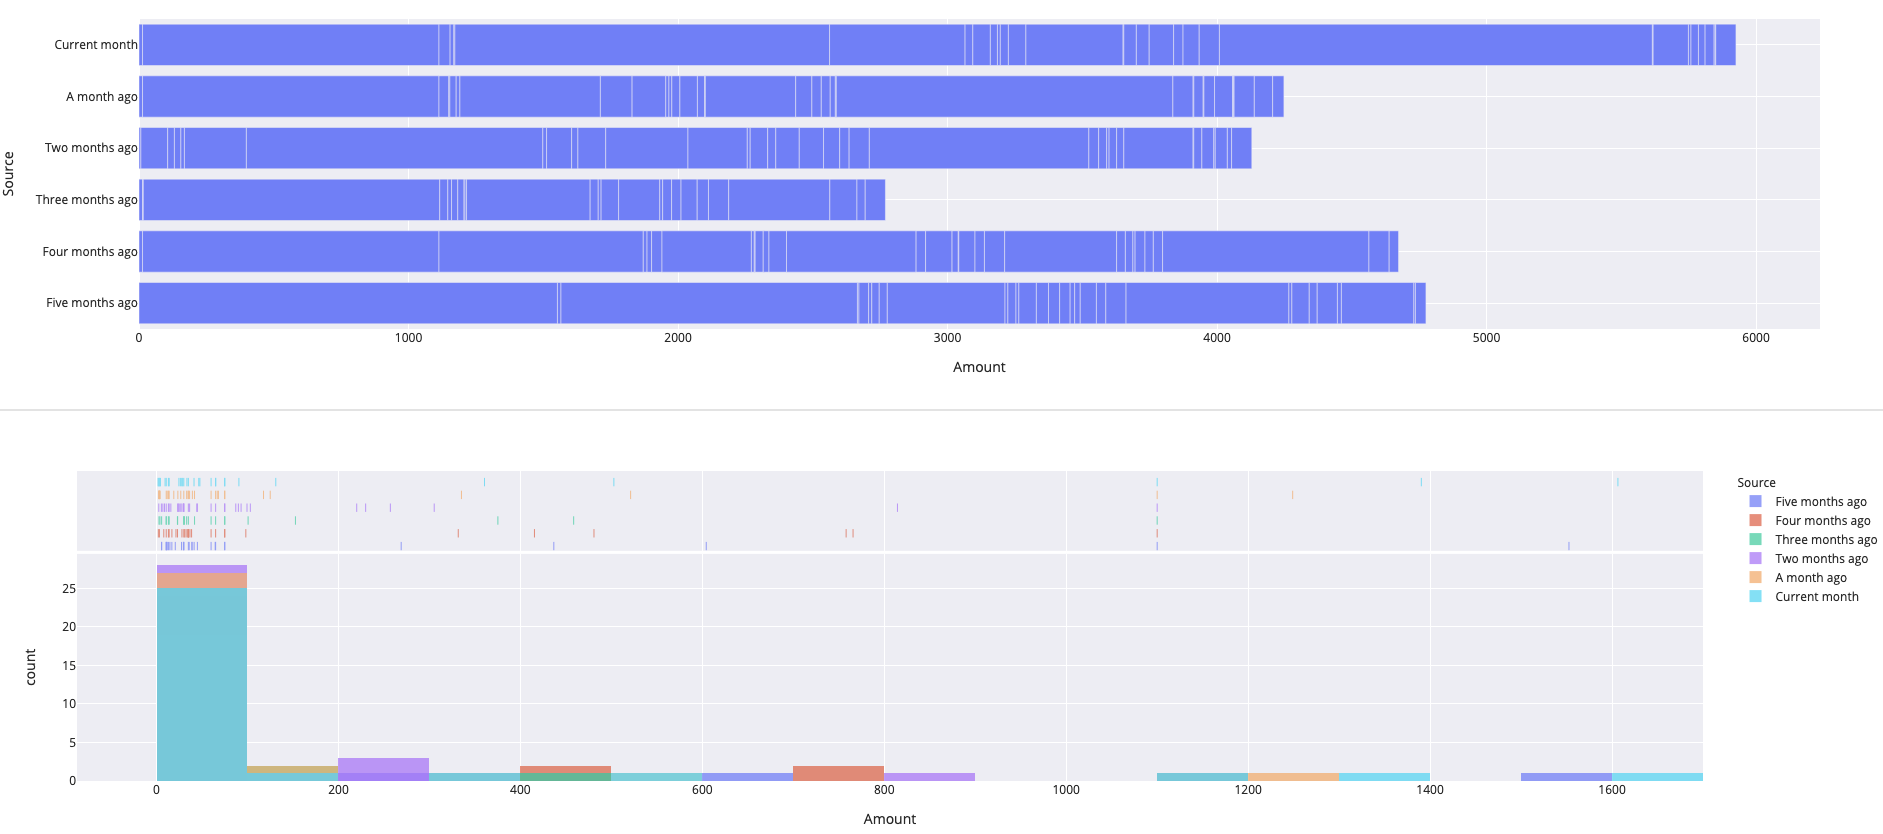 Source
Current month
A month ago
Two months ago
Three months ago
Four months ago
Five months ago
0 1000 2000 3000 4000 5000 6000
Amount
count
25
20
15
10
5
0
0 200 400 600 800 1000 1200 1400 1600
Amount
Source
Five months ago
Four months ago
Three months ago
Two months ago
A month ago
Current month